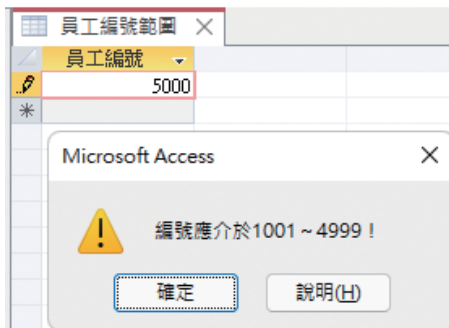 員工編號範圍
員工編號
5000
Microsoft Access
編號應介於1001～4999！
確定
說明(H)